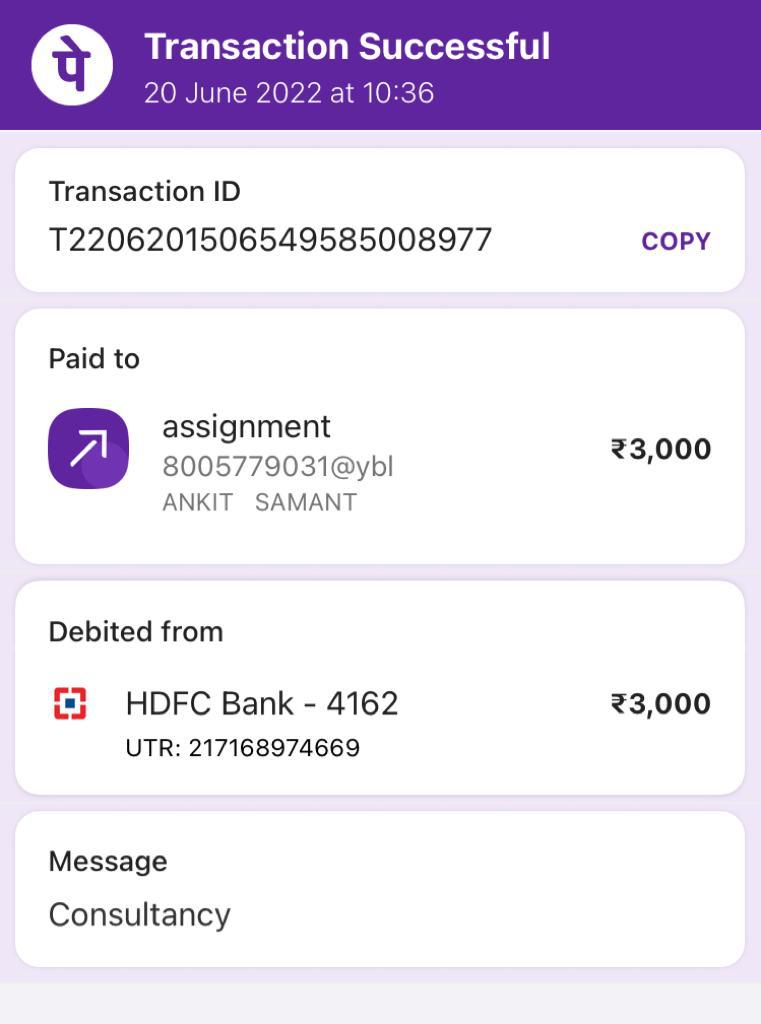 पे
Transaction Successful
20 June 2022 at 10:36
Transaction ID
T2206201506549585008977
COPY
Paid to
assignment
₹3,000
8005779031@ybl
ANKIT SAMANT
Debited from
HDFC Bank - 4162
₹3,000
UTR: 217168974669
Message
Consultancy